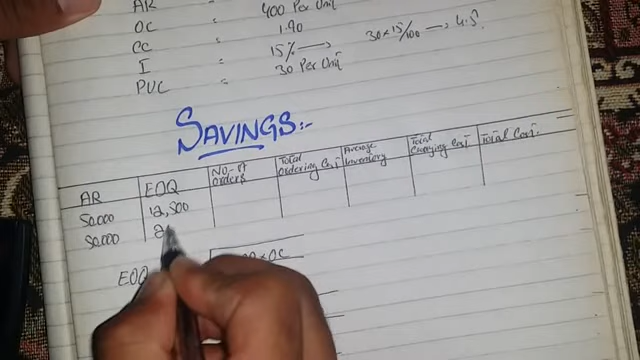 AR "
OC " 400 Per Unit
CC " 1.90
I " 15% → 30 × 15/100 → 4.5
PUC = 30 Per Unit
SAVINGS:-
AR EOQ No. of orders Total Ordering Cost Average Inventory Total Carrying Cost Total Cost.
50.000 12,500
50.000 2
EOQ × OC